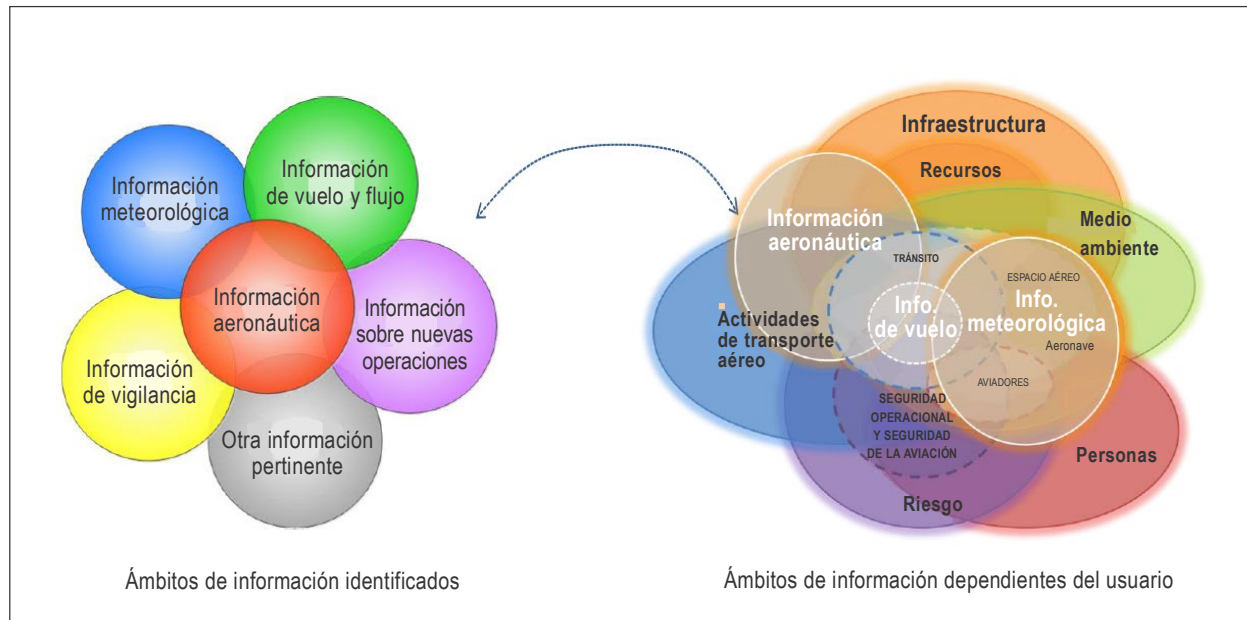 Información
meteorológica
Información
de vuelo y flujo
Información
aeronáutica
Información
sobre nuevas
operaciones
Información
de vigilancia
Otra información
pertinente
Ámbitos de información identificados
Infraestructura
Recursos
Información
aeronáutica
Medio
ambiente
TRÁNSITO
ESPACIO AÉREO
Info.
de vuelo
Info.
meteorológica
Aeronave
Actividades
de transporte
aéreo
AVIADORES
SEGURIDAD
OPERACIONAL
Y SEGURIDAD
DE LA AVIACIÓN
Personas
Riesgo
Ámbitos de información dependientes del usuario